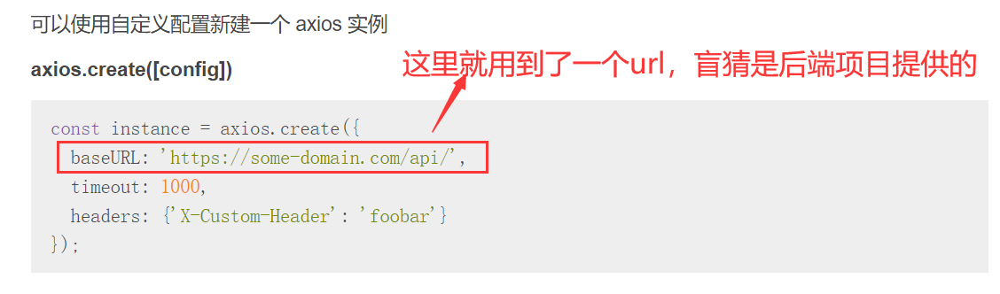 可以使用自定义配置新建一个 axios 实例
axios.create([config])
这里就用到了一个url，盲猜是后端项目提供的
const instance = axios.create({
  baseURL: 'https://some-domain.com/api/',
  timeout: 1000,
  headers: {'X-Custom-Header': 'foobar'}
});